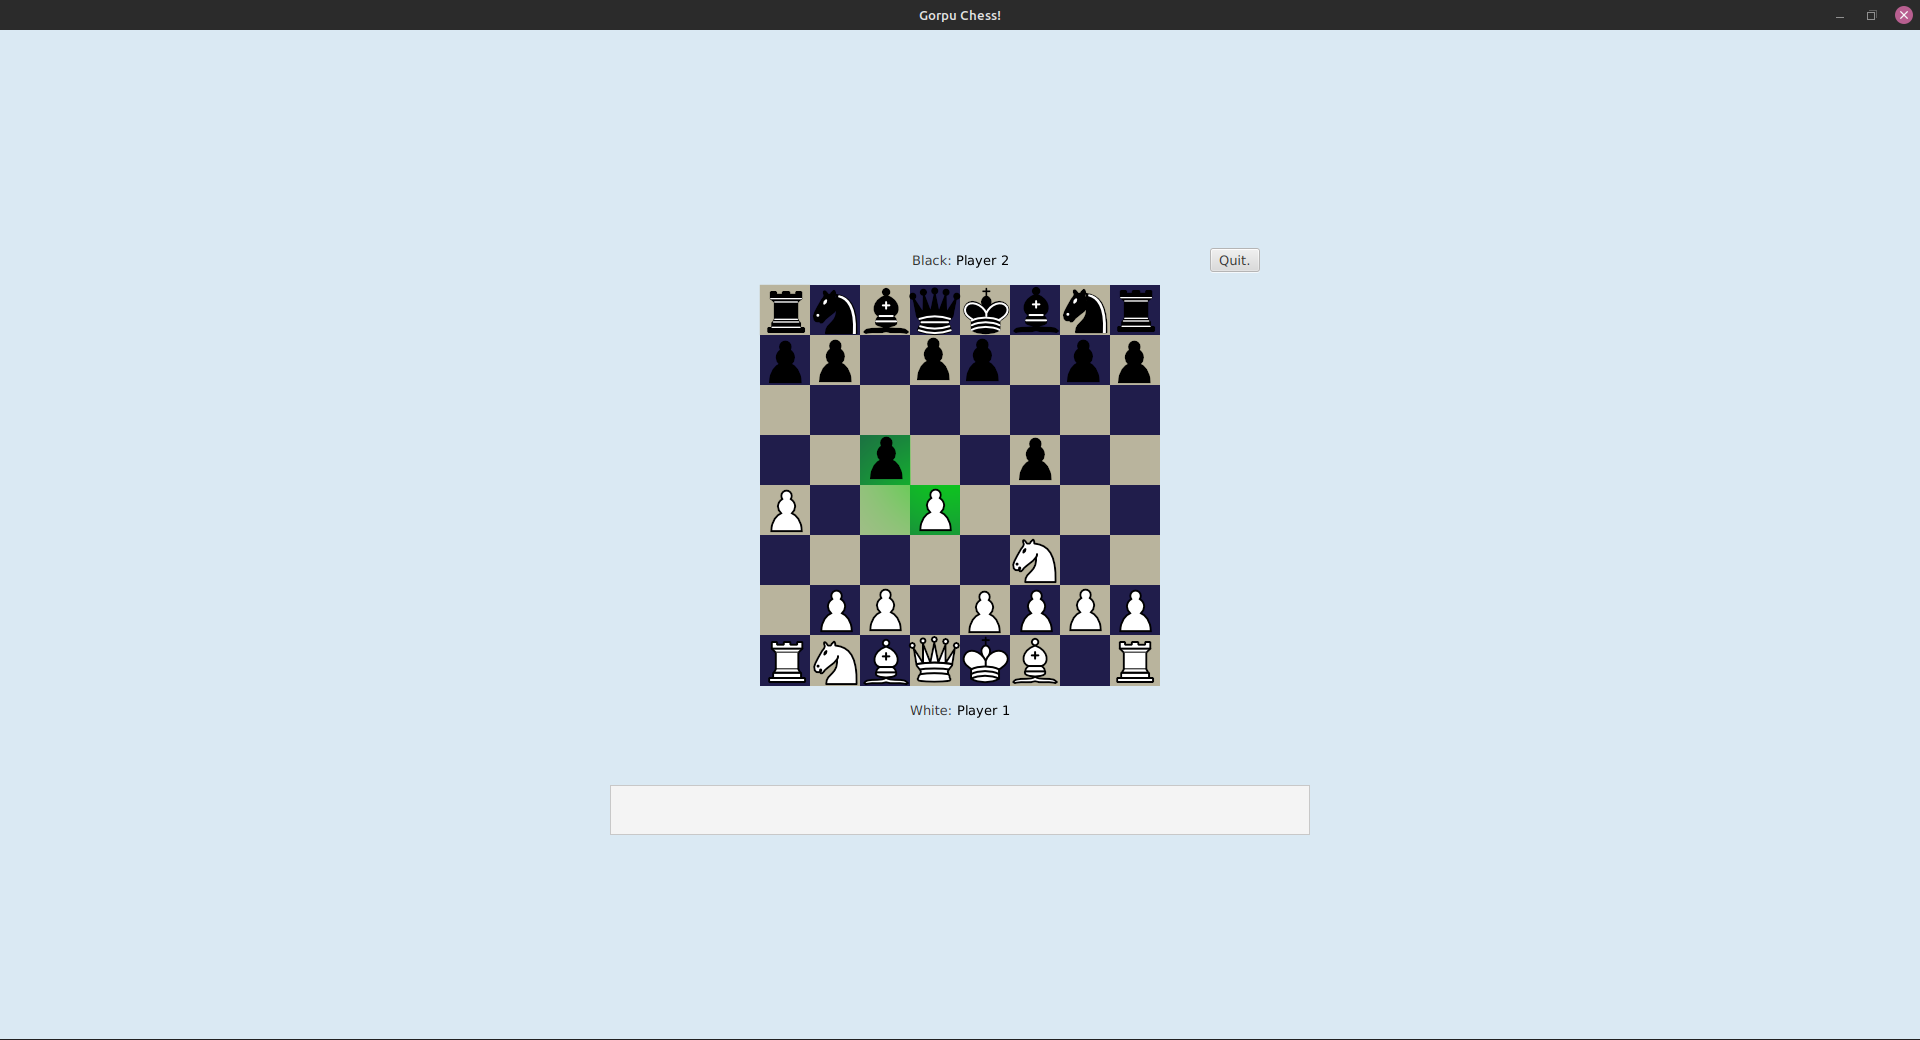 Gorpu Chess!
Black: Player 2
Quit.
White: Player 1